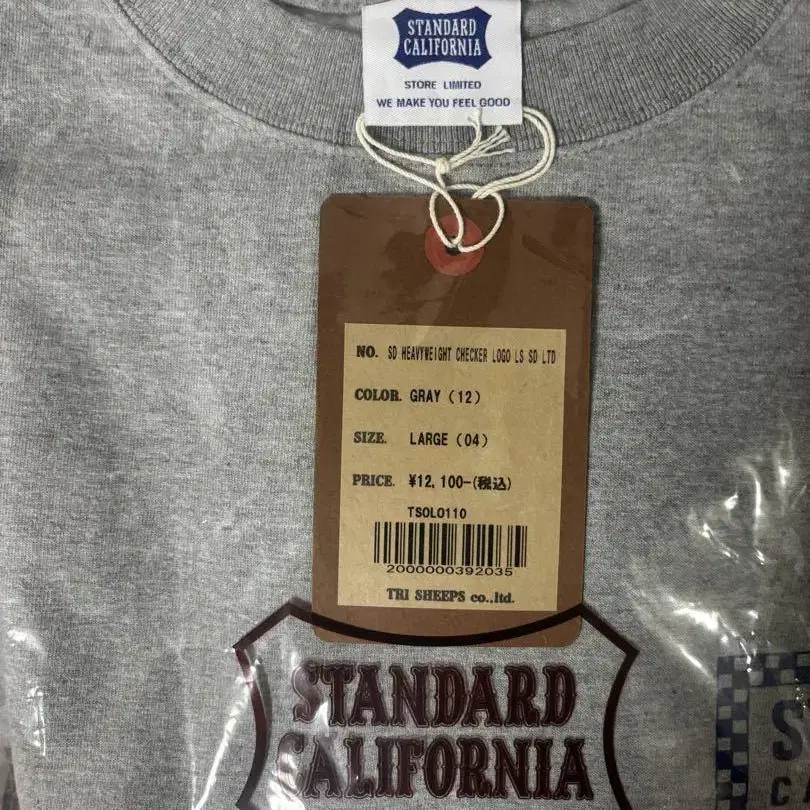 STANDARD
CALIFORNIA
STORE LIMITED
WE MAKE YOU FEEL GOOD
NO. SD HEAVYWEIGHT CHECKER LOGO LS SD LTD
COLOR. GRAY (12)
SIZE. LARGE (04)
PRICE. ¥12,100-(税込)
TSOLO110
2000000392035
TRI SHEEPS co.,ltd.
STANDARD
CALIFORNIA
S
C